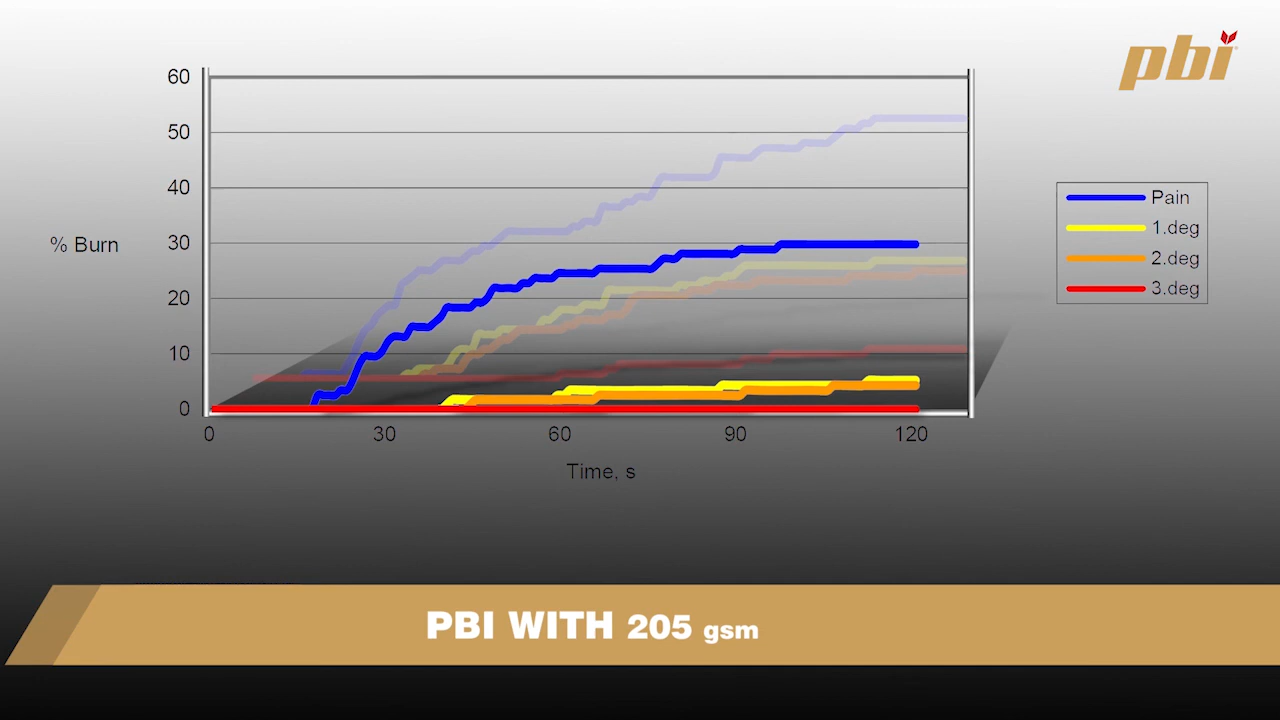 pbi
60
50
40
30
20
10
0
% Burn
0 30 60 90 120
Time, s
Pain
1.deg
2.deg
3.deg
PBI WITH 205 gsm